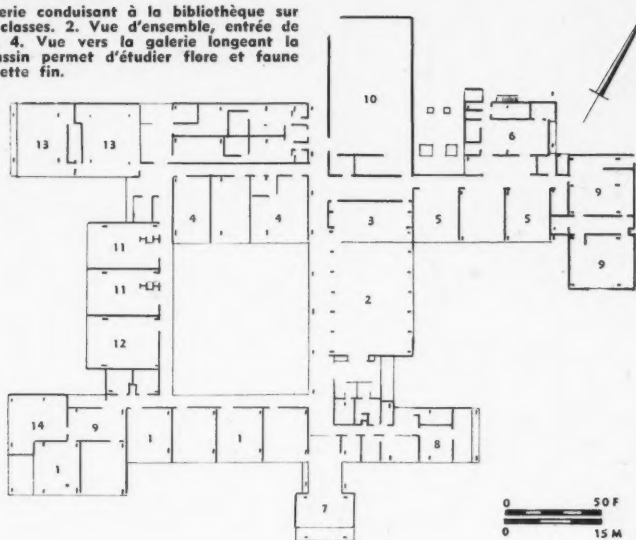 erie conduisant à la bibliothèque sur
classes. 2. Vue d'ensemble, entrée de
4. Vue vers la galerie longeant la
ssin permet d'étudier flore et faune
ette fin.
10
6
13 13
9
4 4 3 5 5
9
11
2
11
12
14 9
1 1
8
1
7
0 50 F
0 15 M